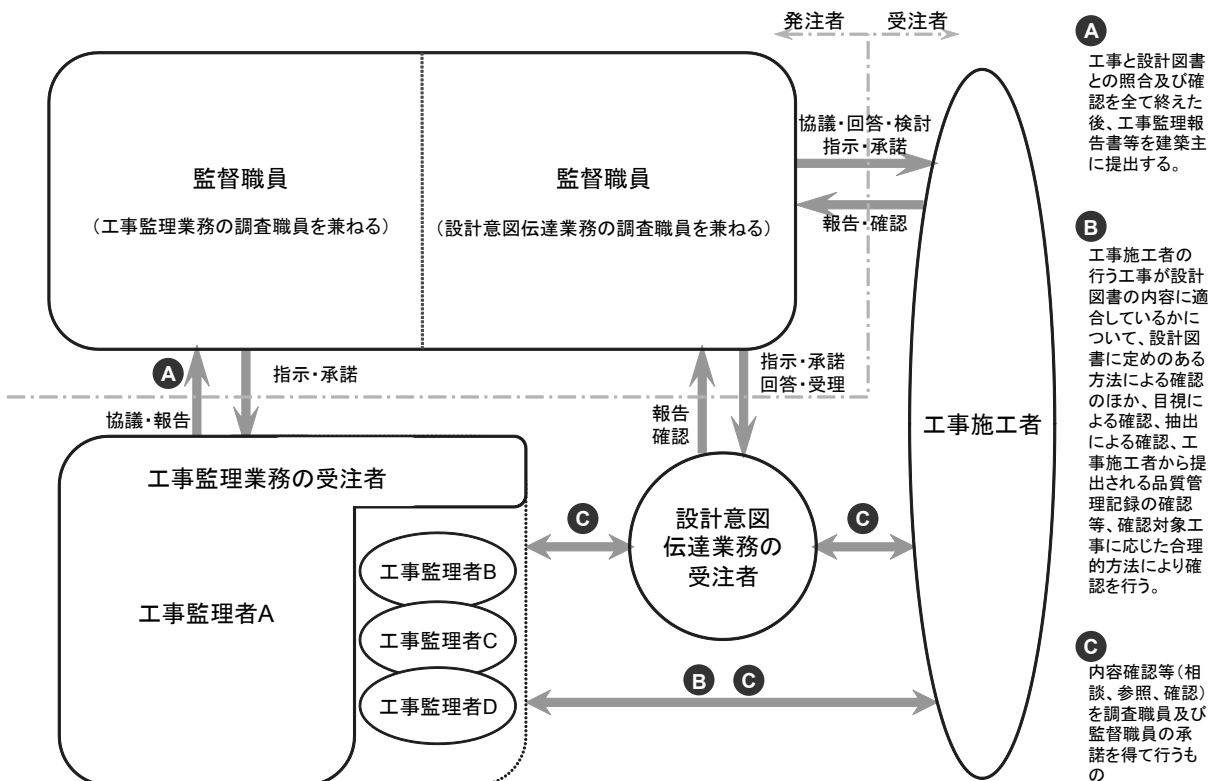 発注者
受注者
監督職員
(工事監理業務の調査職員を兼ねる)
監督職員
(設計意図伝達業務の調査職員を兼ねる)
協議・回答・検討
指示・承諾
報告・確認
A
指示・承諾
協議・報告
報告
確認
指示・承諾
回答・受理
工事監理業務の受注者
工事監理者A
工事監理者B
工事監理者C
工事監理者D
C
設計意図
伝達業務の
受注者
C
B C
工事施工者
A
工事と設計図書
との照合及び確
認を全て終えた
後、工事監理報
告書等を建築主
に提出する。
B
工事施工者の
行う工事が設計
図書の内容に適
合しているかに
ついて、設計図
書に定めのある
方法による確認
のほか、目視に
よる確認、抽出
による確認、工
事施工者から提
出される品質管
理記録の確認
等、確認対象工
事に応じた合理
的方法により確
認を行う。
C
内容確認等(相
談、参照、確認)
を調査職員及び
監督職員の承
諾を得て行うも
の